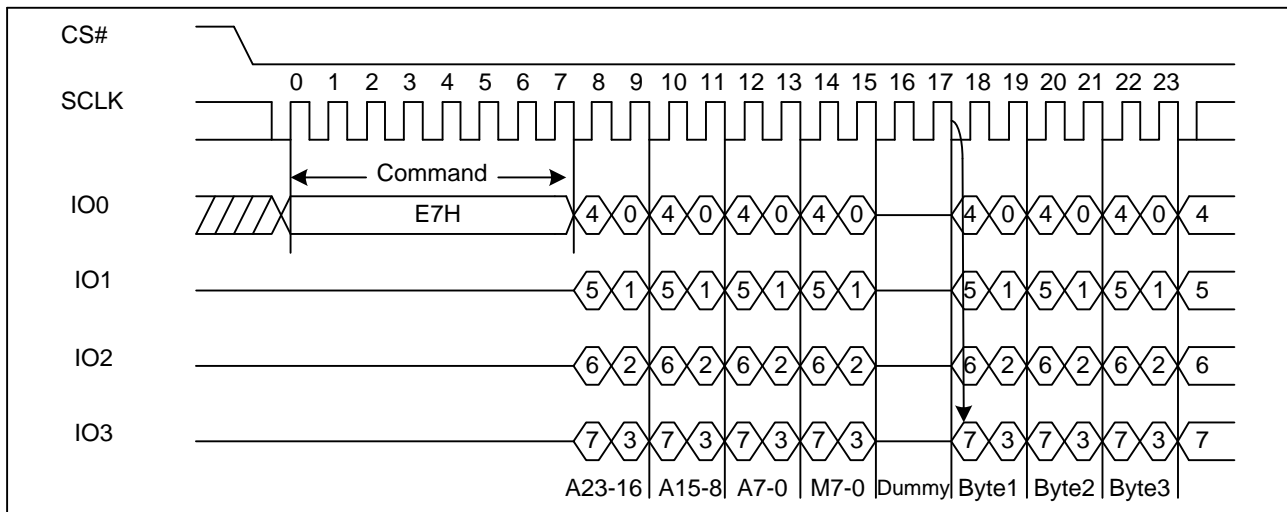 CS#
0 1 2 3 4 5 6 7 8 9 10 11 12 13 14 15 16 17 18 19 20 21 22 23
SCLK
Command
IO0 E7H 4 0 4 0 4 0 4 0 4 0 4 0 4 0 4
IO1 5 1 5 1 5 1 5 1 5 1 5 1 5 1 5
IO2 6 2 6 2 6 2 6 2 6 2 6 2 6 2 6
IO3 7 3 7 3 7 3 7 3 7 3 7 3 7 3 7
A23-16 A15-8 A7-0 M7-0 Dummy Byte1 Byte2 Byte3